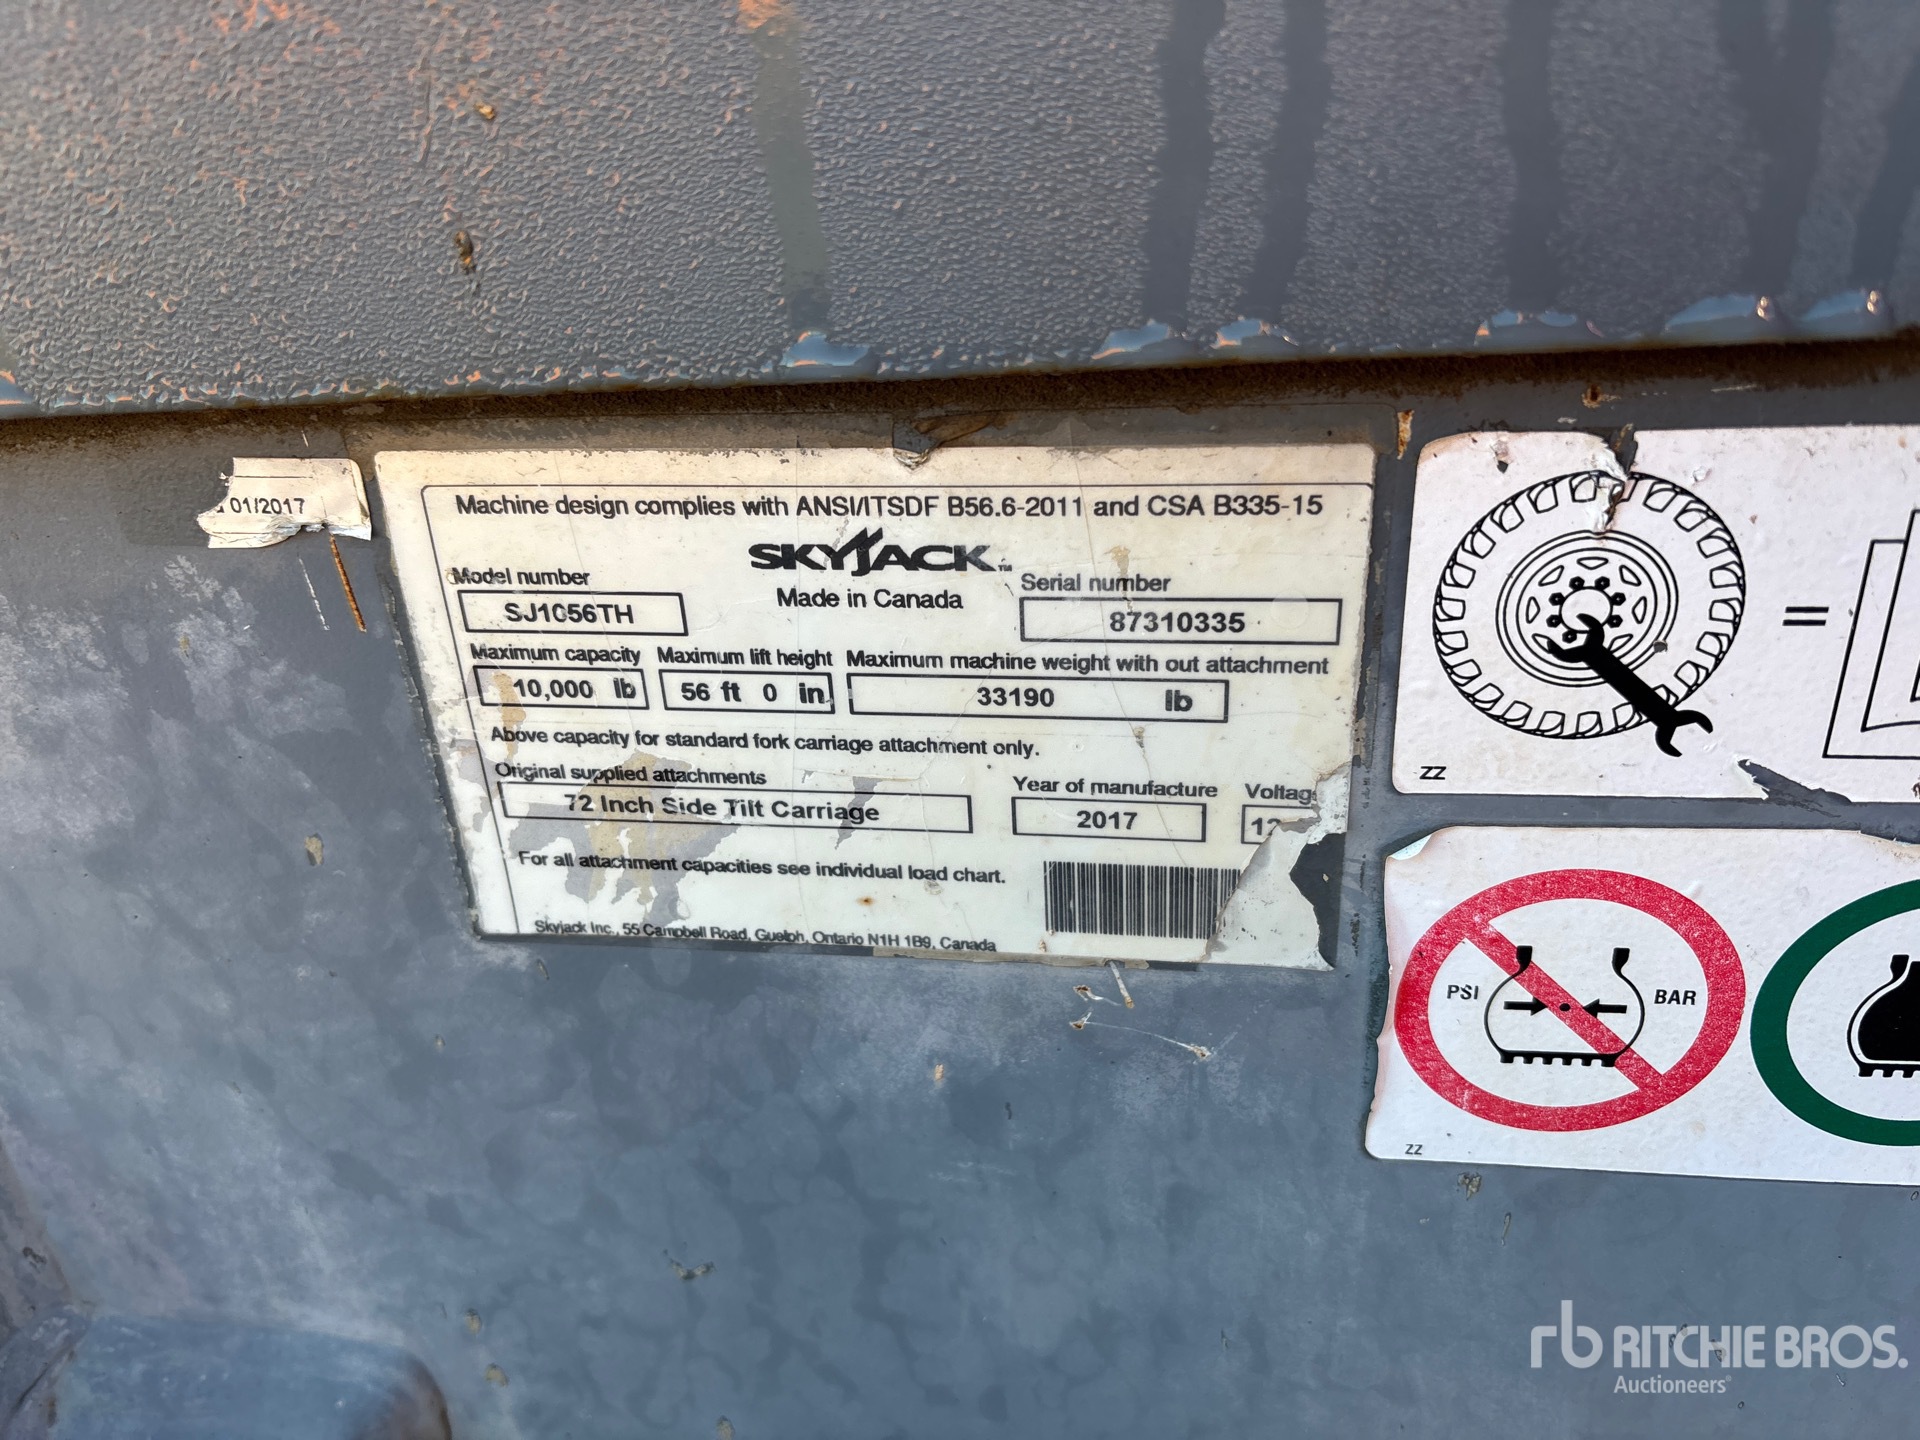 01/2017
Machine design complies with ANSI/ITSDF B56.6-2011 and CSA B335-15
SKYJACK™
Made in Canada
Model number
SJ1056TH
Serial number
87310335
Maximum capacity
10,000 lb
Maximum lift height
56 ft 0 in
Maximum machine weight with out attachment
33190 lb
Above capacity for standard fork carriage attachment only.
Original supplied attachments
72 Inch Side Tilt Carriage
Year of manufacture
2017
Voltag
12
For all attachment capacities see individual load chart.
Skyjack Inc., 55 Campbell Road, Guelph, Ontario N1H 1B9, Canada
=
ZZ
PSI
BAR
ZZ
rb RITCHIE BROS.
Auctioneers